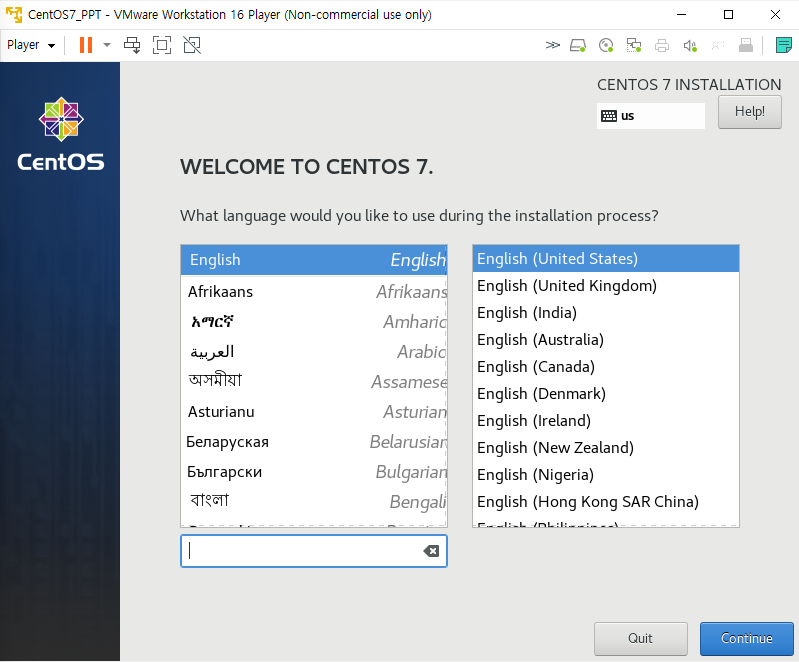 CentOS7_PPT - VMware Workstation 16 Player (Non-commercial use only)
Player
CENTOS 7 INSTALLATION
us
Help!
CentOS
WELCOME TO CENTOS 7.
What language would you like to use during the installation process?
English English
Afrikaans Afrikaans
አማርኛ Amharic
العربية Arabic
অসমীয়া Assamese
Asturianu Asturian
Беларуская Belarusian
Български Bulgarian
বাংলা Bengali
English (United States)
English (United Kingdom)
English (India)
English (Australia)
English (Canada)
English (Denmark)
English (Ireland)
English (New Zealand)
English (Nigeria)
English (Hong Kong SAR China)
English (Philippines)
Quit
Continue